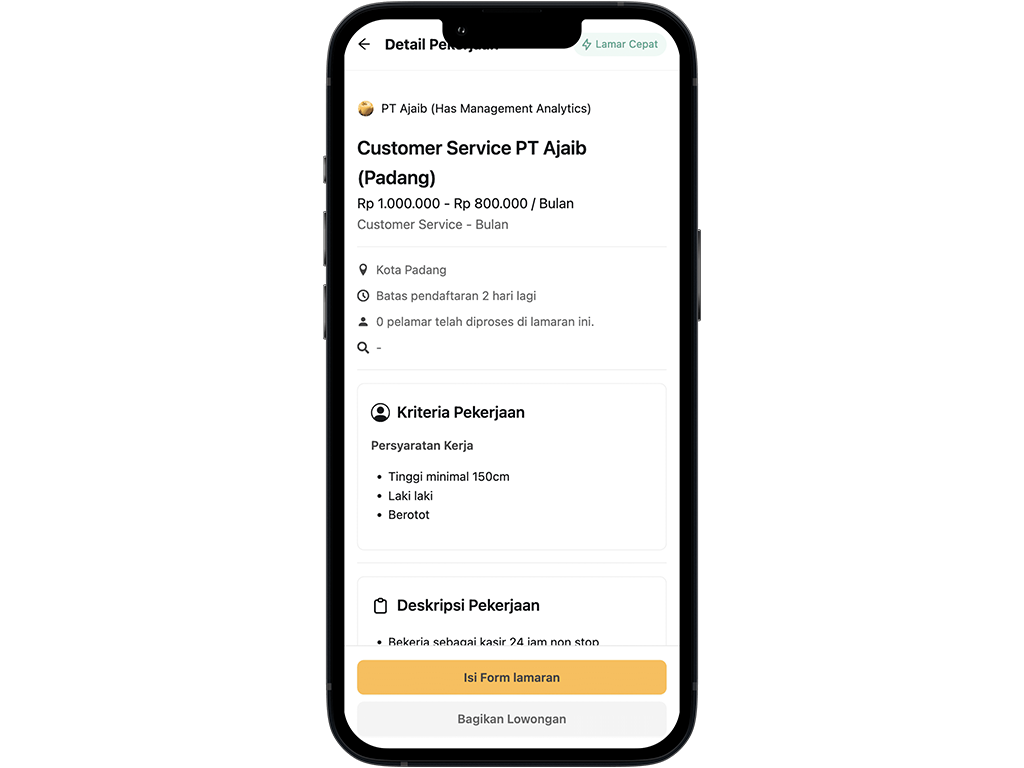 Detail Pekerjaan
Lamar Cepat
PT Ajaib (Has Management Analytics)
Customer Service PT Ajaib
(Padang)
Rp 1.000.000 - Rp 800.000 / Bulan
Customer Service - Bulan
Kota Padang
Batas pendaftaran 2 hari lagi
0 pelamar telah diproses di lamaran ini.
-
Kriteria Pekerjaan
Persyaratan Kerja
• Tinggi minimal 150cm
• Laki laki
• Berotot
Deskripsi Pekerjaan
• Bekerja sebagai kasir 24 jam non stop
Isi Form lamaran
Bagikan Lowongan